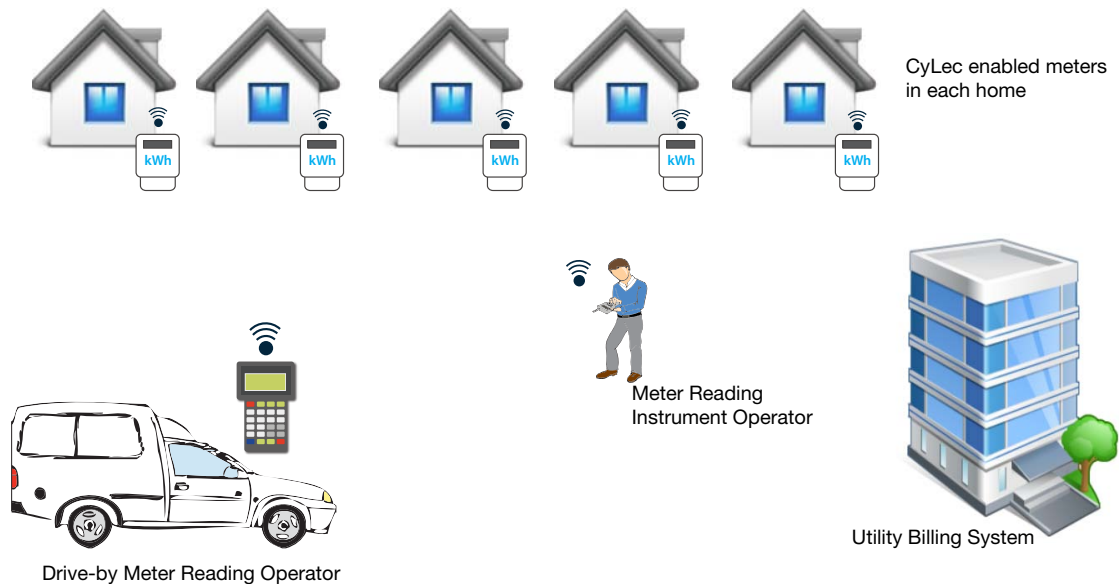 CyLec enabled meters
in each home
kWh
kWh
kWh
kWh
kWh
Meter Reading
Instrument Operator
Utility Billing System
Drive-by Meter Reading Operator